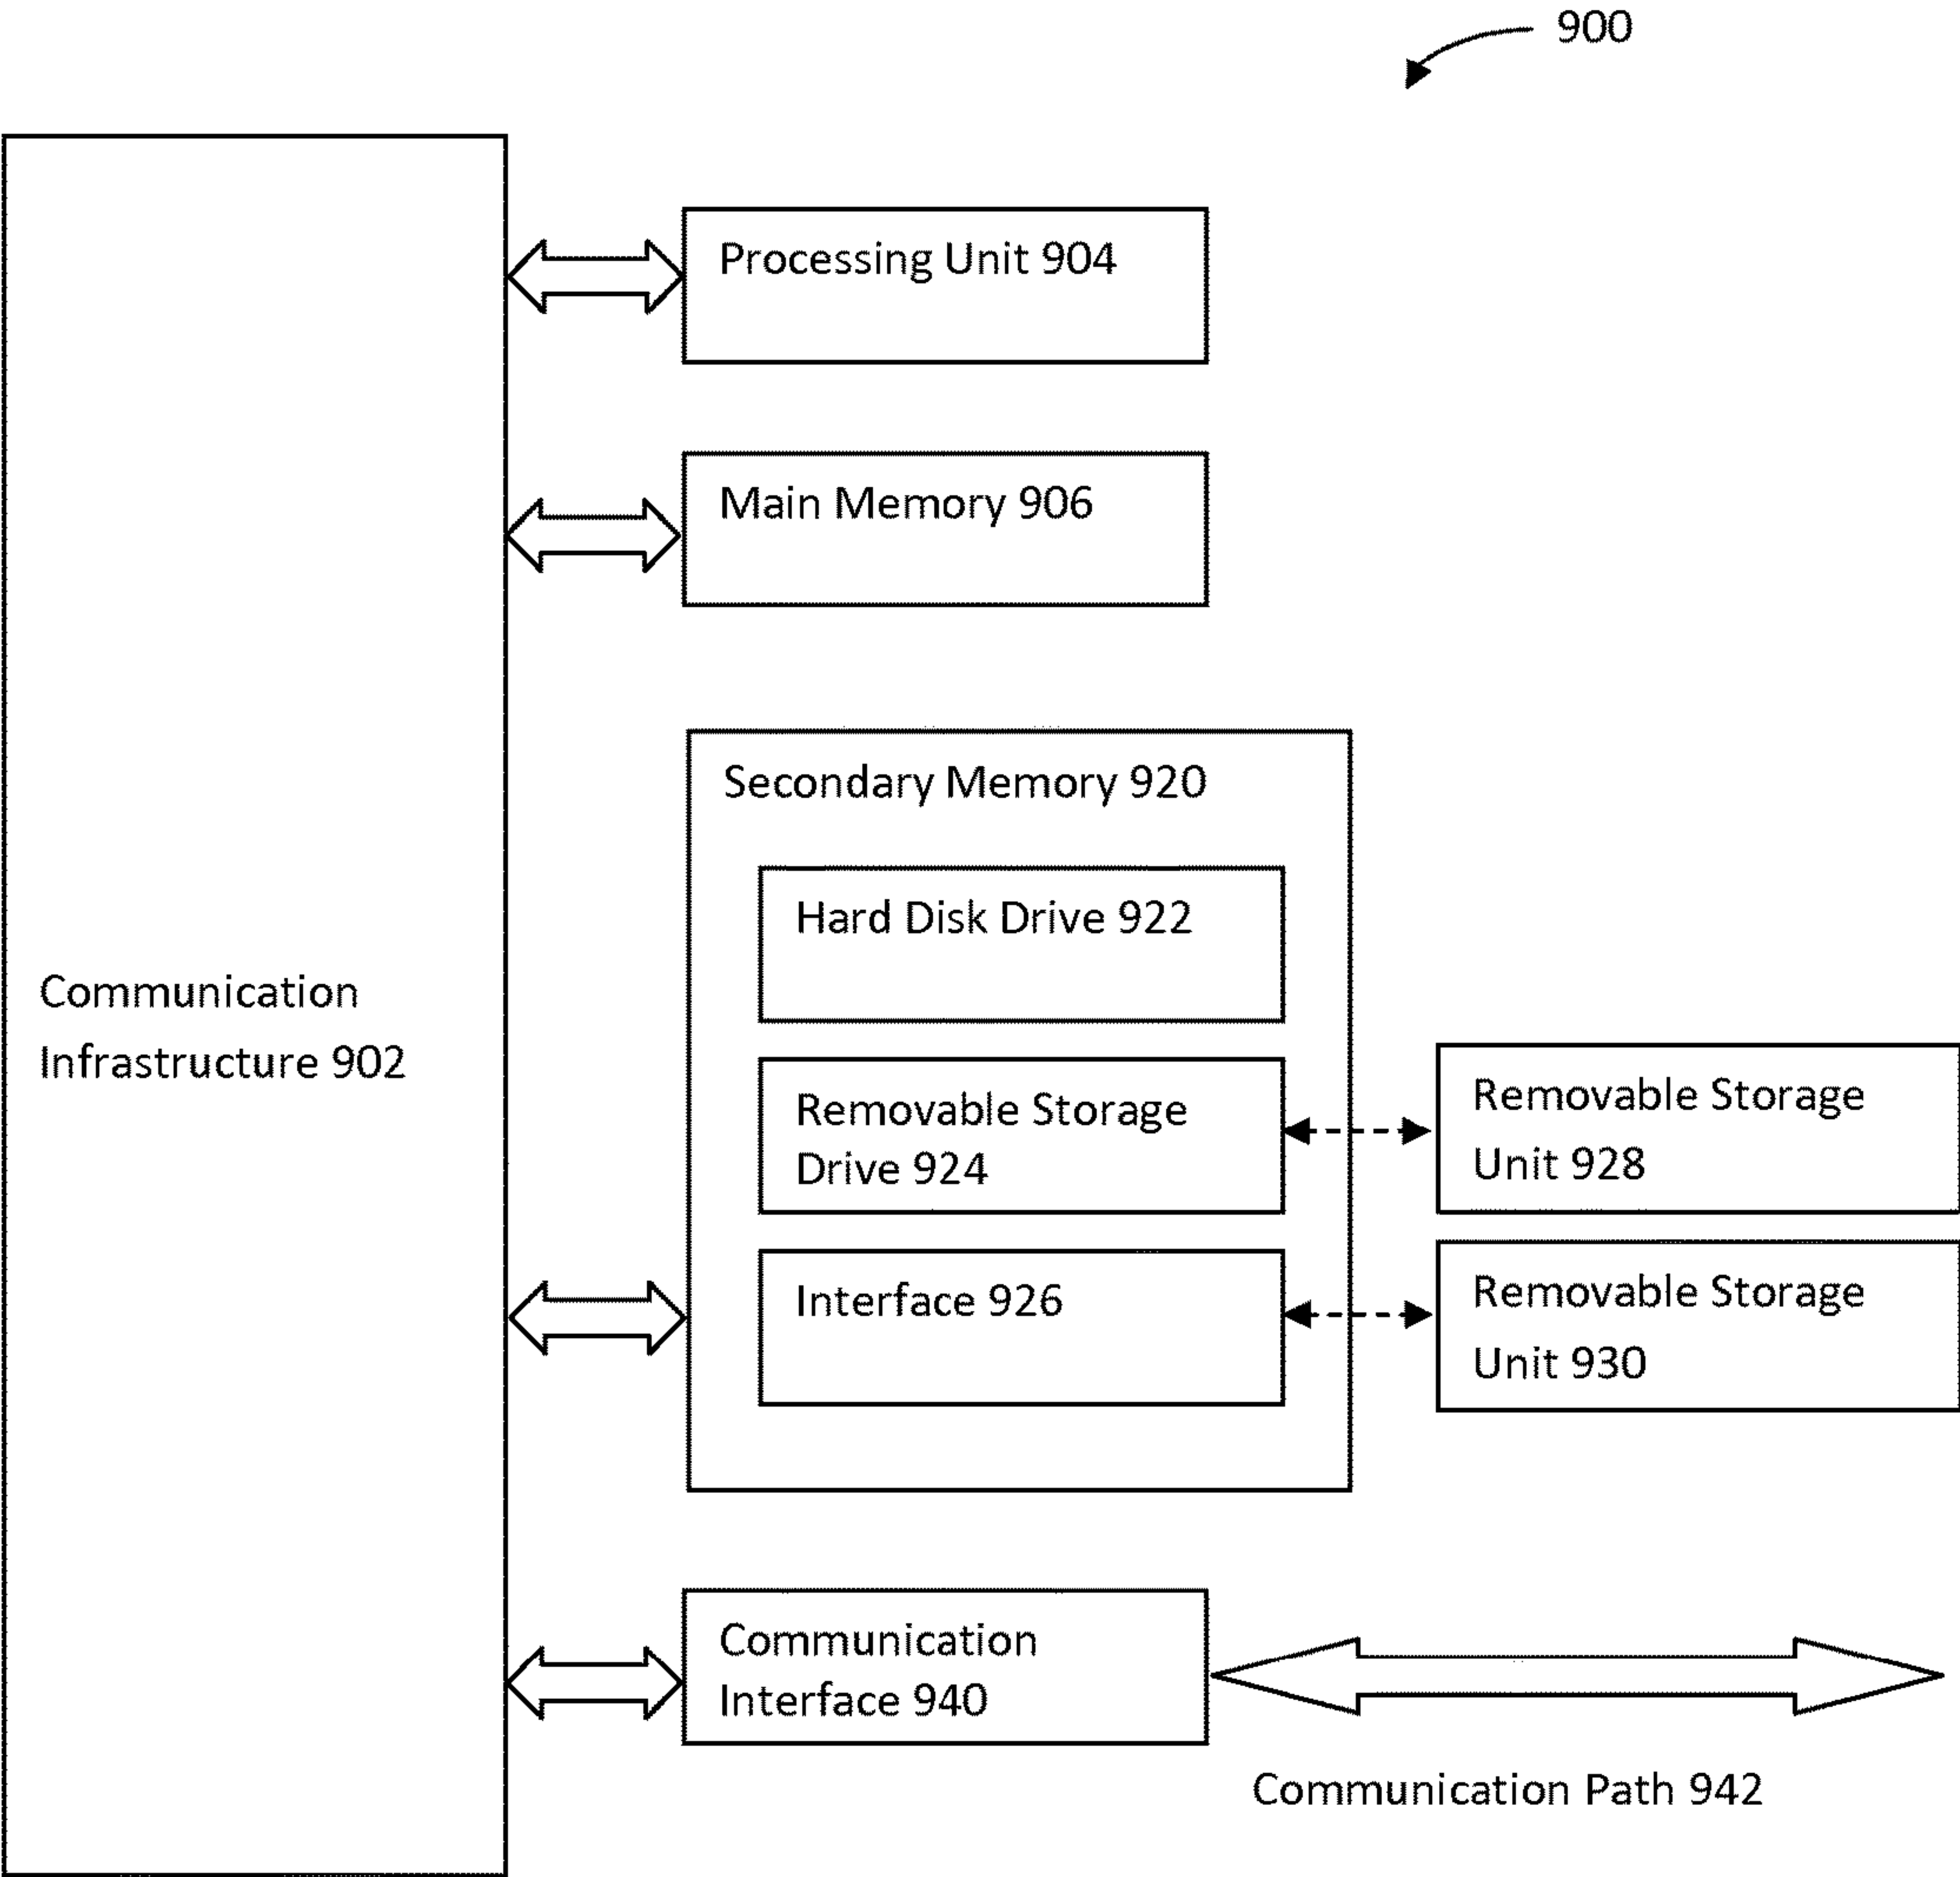 900
Processing Unit 904
Main Memory 906
Secondary Memory 920
Hard Disk Drive 922
Communication
Infrastructure 902
Removable Storage
Drive 924
Removable Storage
Unit 928
Interface 926
Removable Storage
Unit 930
Communication
Interface 940
Communication Path 942